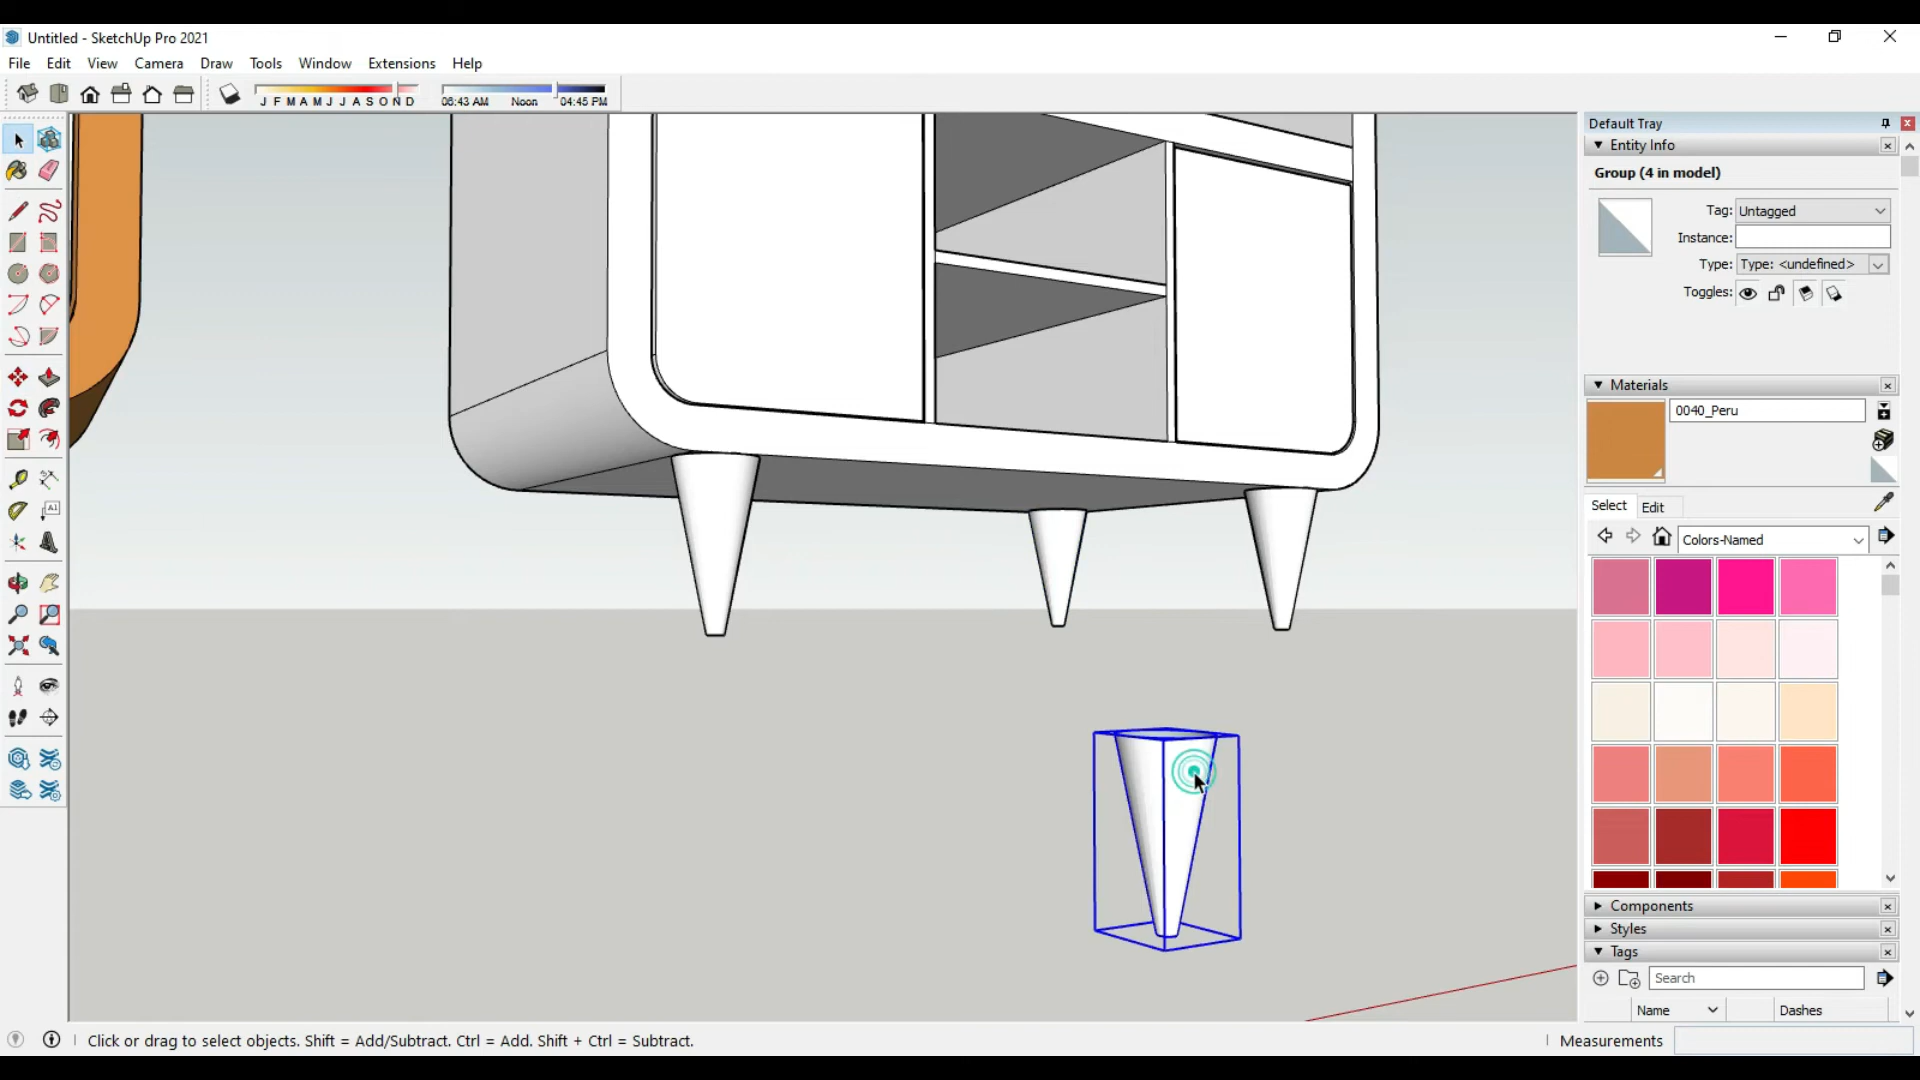 Untitled - SketchUp Pro 2021
File Edit View Camera Draw Tools Window Extensions Help
J F M A M J J A S O N D
06:43 AM Noon 04:45 PM
Default Tray
Entity Info
Group (4 in model)
Tag: Untagged
Instance:
Type: Type: <undefined>
Toggles:
Materials
0040_Peru
Select Edit
Colors-Named
Components
Styles
Tags
Search
Name Dashes
Click or drag to select objects. Shift = Add/Subtract. Ctrl = Add. Shift + Ctrl = Subtract.
Measurements